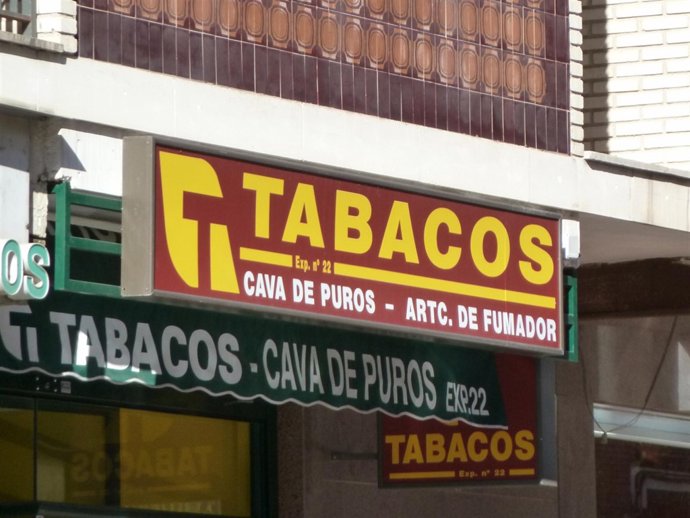 TABACOS
Exp. nº 22
CAVA DE PUROS - ARTC. DE FUMADOR
OS
TABACOS - CAVA DE PUROS EXP. 22
TABACOS
Exp. nº 22
TABACOS